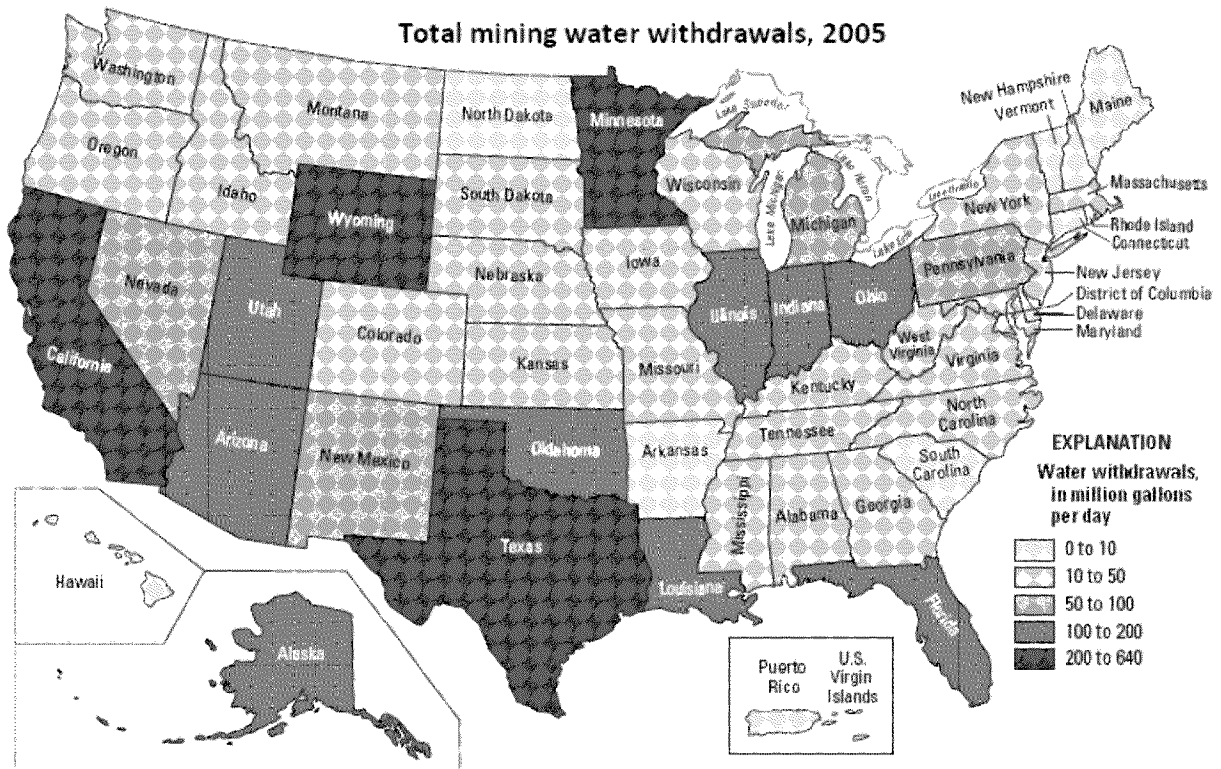 Total mining water withdrawals, 2005
Washington
Montana
North Dakota
Minnesota
Lake Superior
New Hampshire
Vermont
Maine
Oregon
Idaho
Wyoming
South Dakota
Wisconsin
Lake Michigan
Lake Huron
Michigan
Lake Ontario
New York
Massachusetts
Rhode Island
Connecticut
Lake Erie
Nevada
Utah
Nebraska
Iowa
Illinois
Indiana
Ohio
Pennsylvania
New Jersey
District of Columbia
Delaware
Maryland
California
Colorado
Kansas
Missouri
West
Virginia
Virginia
Kentucky
Arizona
New Mexico
Oklahoma
Arkansas
Tennessee
North
Carolina
South
Carolina
Texas
Louisiana
Mississippi
Alabama
Georgia
Florida
Hawaii
Alaska
Puerto
Rico
U.S.
Virgin
Islands
EXPLANATION
Water withdrawals,
in million gallons
per day
0 to 10
10 to 50
50 to 100
100 to 200
200 to 640